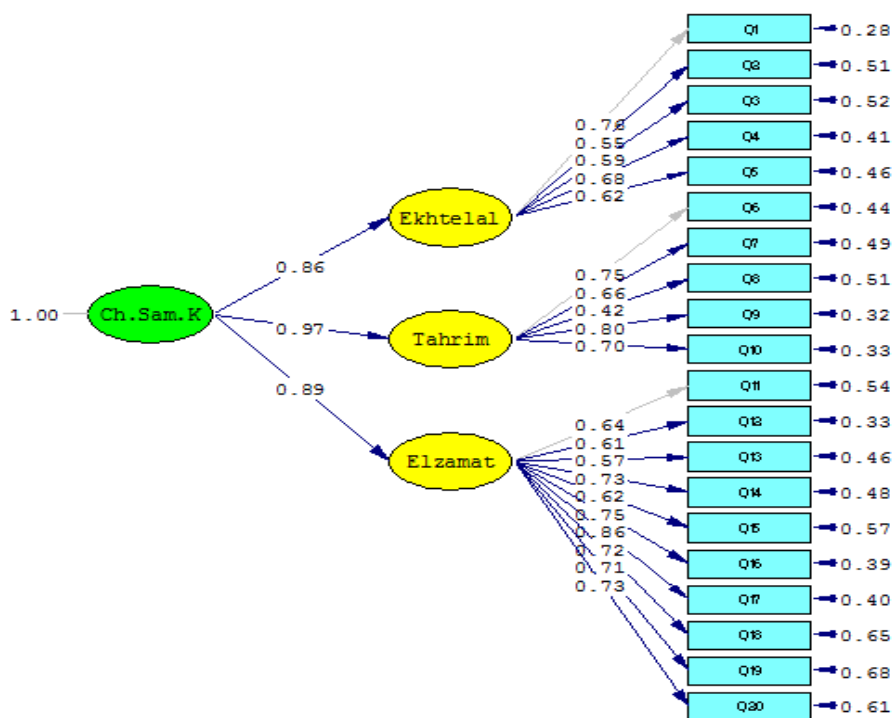 Q1 0.28
Q2 0.51
Q3 0.52
0.76
0.55 Q4 0.41
0.59
0.68 Q5 0.46
0.62
Ekhtelal Q6 0.44
Q7 0.49
0.86 0.75
0.66 Q8 0.51
0.42
1.00 Ch.Sam.K 0.80 Q9 0.32
0.97 Tahrim 0.70 Q10 0.33
Q11 0.54
0.89
0.64 Q12 0.33
0.61
Elzamat 0.57 Q13 0.46
0.73
0.62 Q14 0.48
0.75
0.86 Q15 0.57
0.72
0.71 Q16 0.39
0.73
Q17 0.40
Q18 0.65
Q19 0.68
Q20 0.61